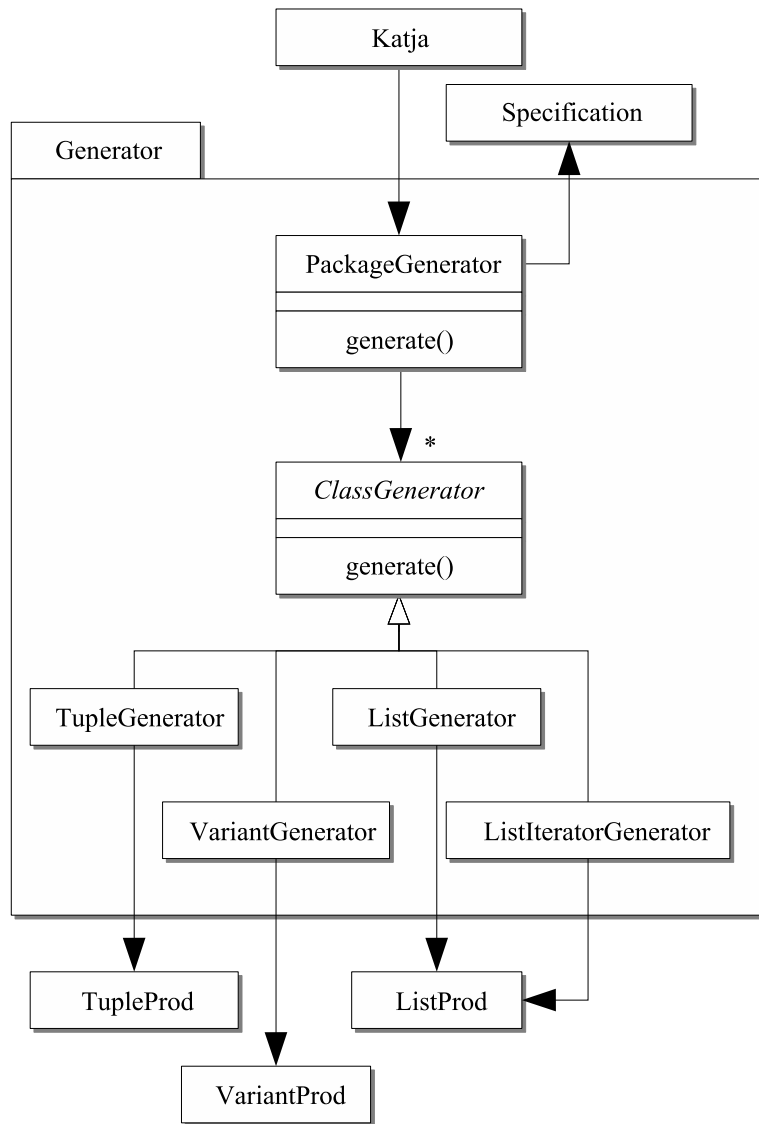 Katja
Specification
Generator
PackageGenerator
generate()
*
ClassGenerator
generate()
TupleGenerator
ListGenerator
VariantGenerator
ListIteratorGenerator
TupleProd
ListProd
VariantProd